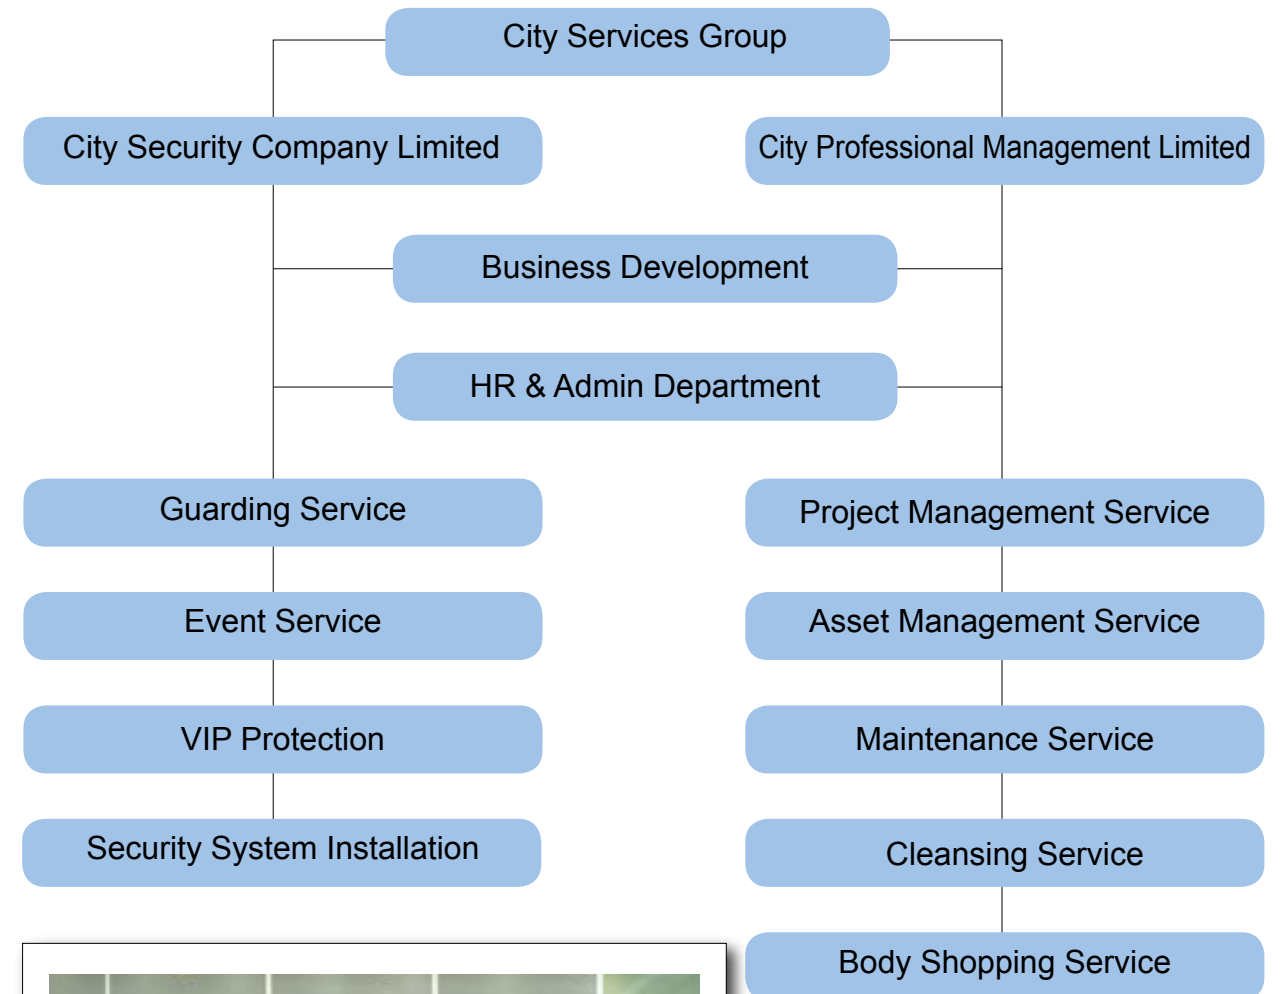 City Services Group
City Security Company Limited
City Professional Management Limited
Business Development
HR & Admin Department
Guarding Service
Project Management Service
Event Service
Asset Management Service
VIP Protection
Maintenance Service
Security System Installation
Cleansing Service
Body Shopping Service